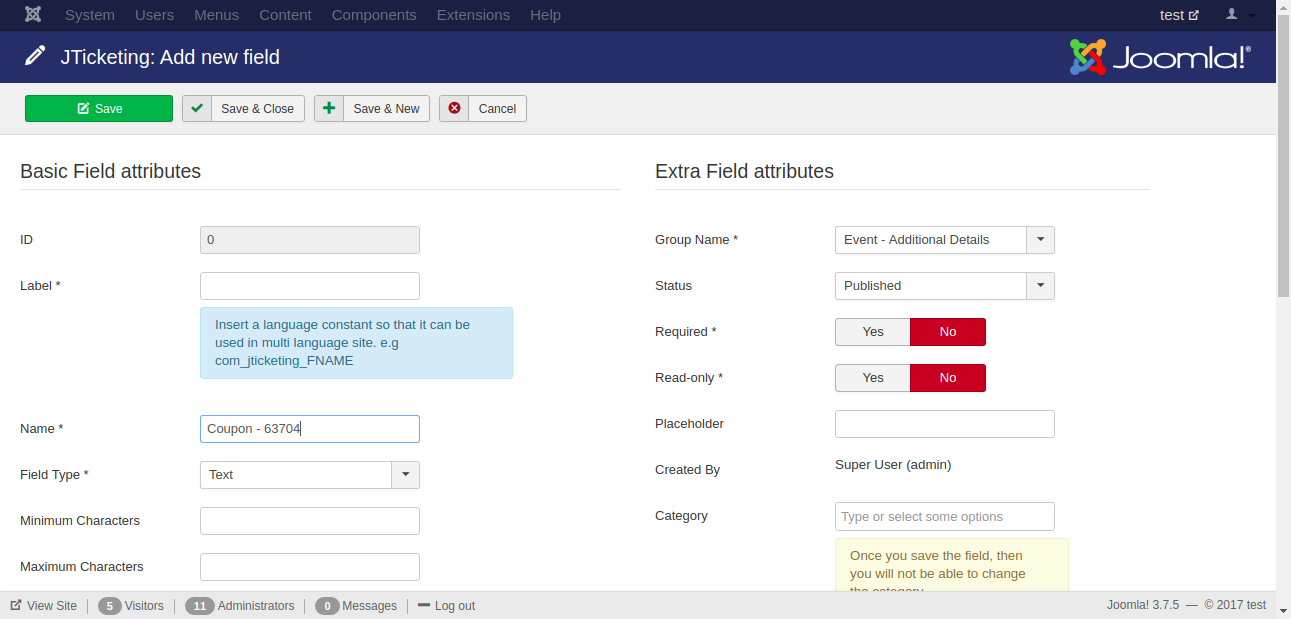 System Users Menus Content Components Extensions Help test
JTicketing: Add new field Joomla!®
Save Save & Close Save & New Cancel
Basic Field attributes
ID 0
Label *
Insert a language constant so that it can be
used in multi language site. e.g
com_jticketing_FNAME
Name * Coupon - 63704
Field Type * Text
Minimum Characters
Maximum Characters
Extra Field attributes
Group Name * Event - Additional Details
Status Published
Required * Yes No
Read-only * Yes No
Placeholder
Created By Super User (admin)
Category Type or select some options
Once you save the field, then
you will not be able to change
the category
View Site 5 Visitors 11 Administrators 0 Messages Log out Joomla! 3.7.5 — © 2017 test